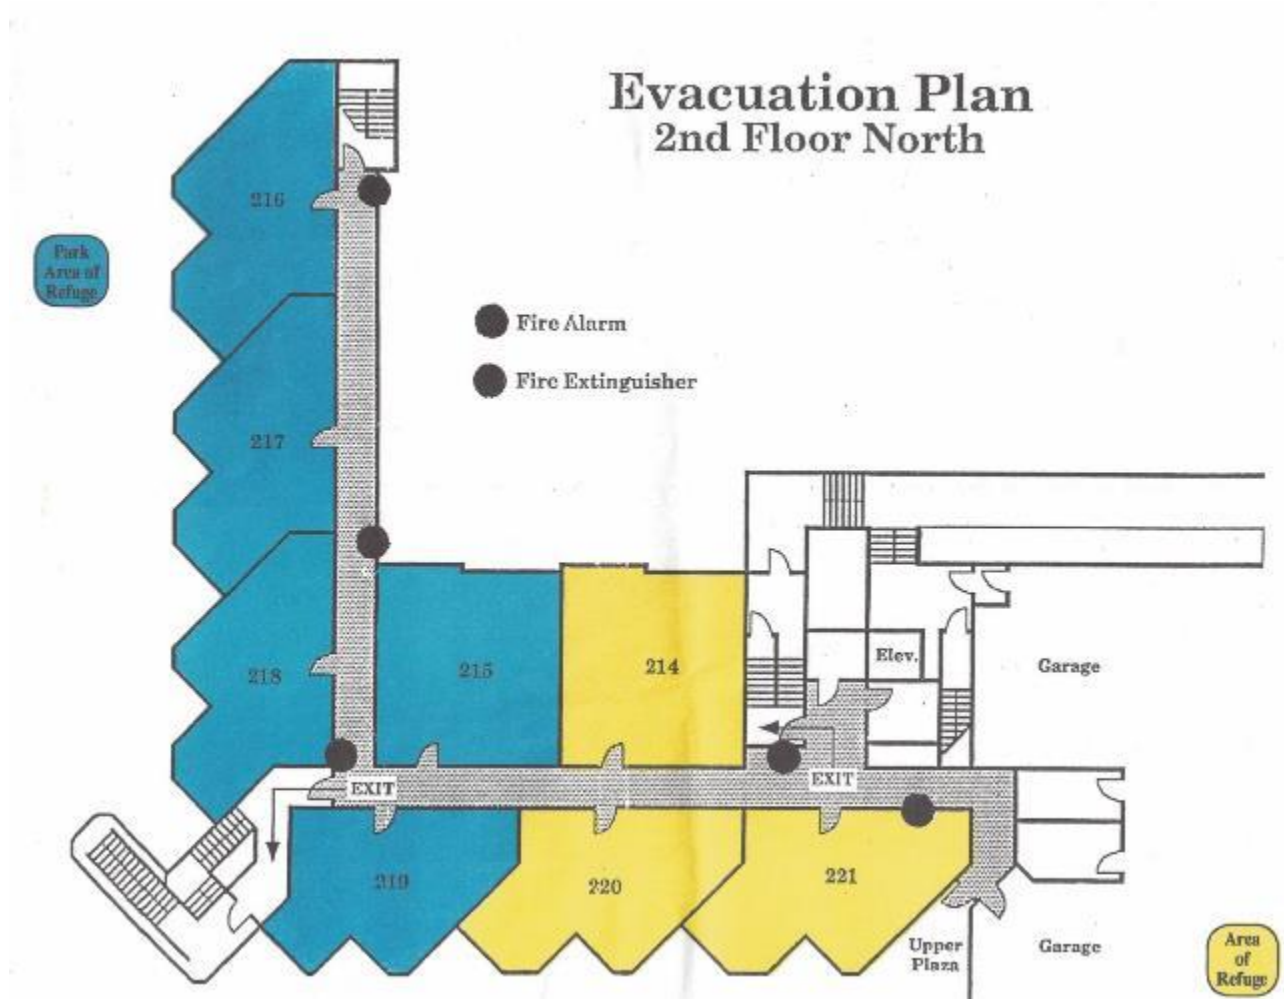 Evacuation Plan
2nd Floor North
216
Park
Area of
Refuge
Fire Alarm
Fire Extinguisher
217
218
215
214
Elev.
Garage
EXIT
EXIT
219
220
221
Upper
Plaza
Garage
Area
of
Refuge